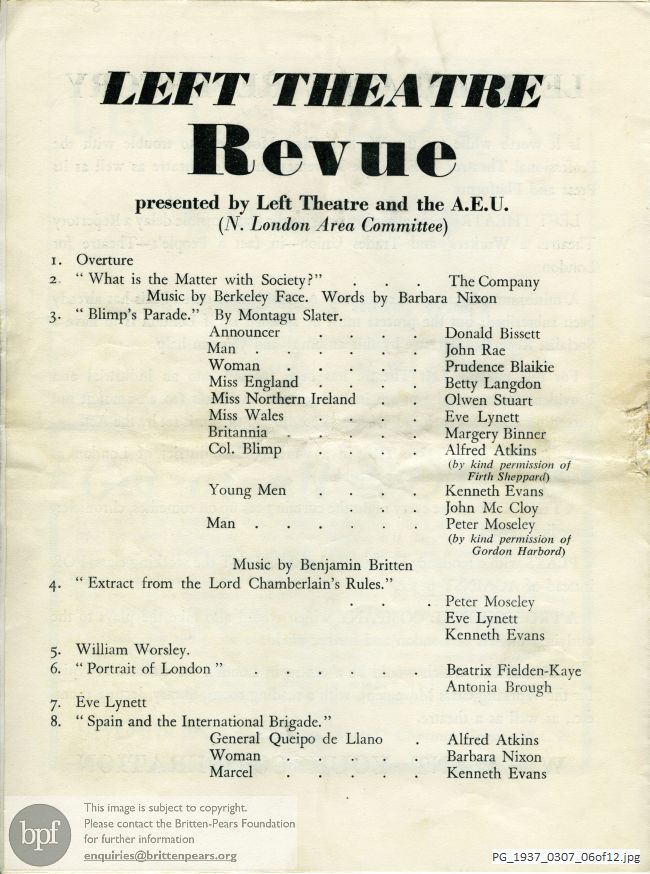 LEFT THEATRE
Revue
presented by Left Theatre and the A.E.U.
(N. London Area Committee)
1. Overture
2. “ What is the Matter with Society?” . . . The Company
Music by Berkeley Face. Words by Barbara Nixon
3. “ Blimp's Parade.” By Montagu Slater.
Announcer Donald Bissett
Man . . . . . . John Rae
Woman . . . . . Prudence Blaikie
Miss England . . . . Betty Langdon
Miss Northern Ireland Olwen Stuart
Miss Wales . . . . Eve Lynett
Britannia . . . . . Margery Binner
Col. Blimp . . . . Alfred Atkins
(by kind permission of
Firth Sheppard)
Young Men . . . . Kenneth Evans
John Mc Cloy
Man . . . . . . Peter Moseley
(by kind permission of
Gordon Harbord)
Music by Benjamin Britten
4. “ Extract from the Lord Chamberlain's Rules.”
. . . . . . Peter Moseley
Eve Lynett
Kenneth Evans
5. William Worsley.
6. “ Portrait of London ” . . . . . . Beatrix Fielden-Kaye
Antonia Brough
7. Eve Lynett
8. “ Spain and the International Brigade.”
General Queipo de Llano . Alfred Atkins
Woman . . . . . Barbara Nixon
Marcel . . . . . Kenneth Evans
bpf
This image is subject to copyright.
Please contact the Britten-Pears Foundation
for further information
enquiries@brittenpears.org
PG_1937_0307_06of12.jpg